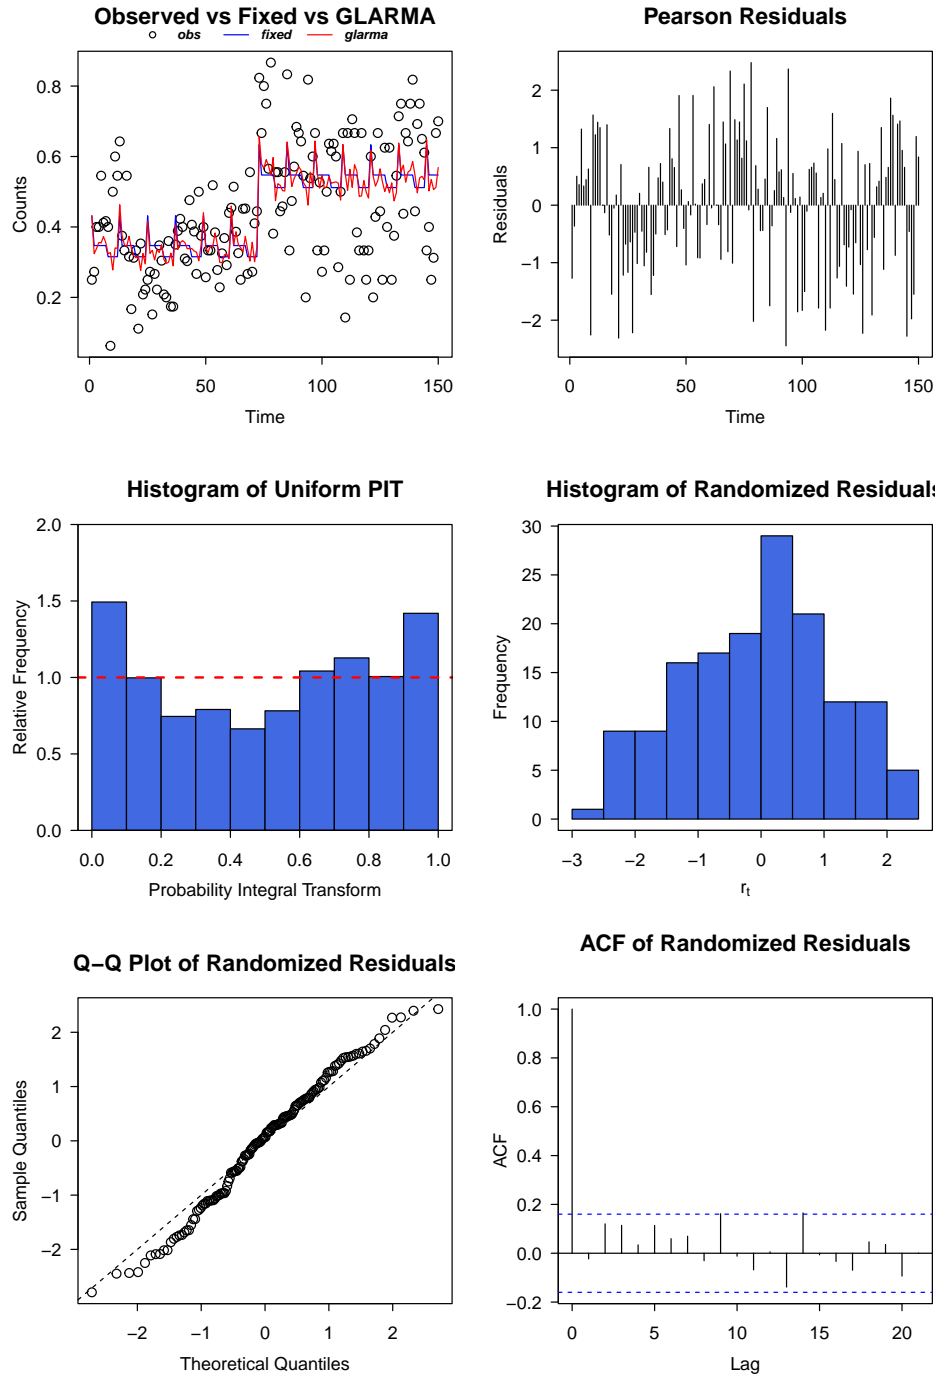 Observed vs Fixed vs GLARMA
obs fixed glarma
Counts
0.8
0.6
0.4
0.2
0 50 100 150
Time
Pearson Residuals
Residuals
2
1
0
−1
−2
0 50 100 150
Time
Histogram of Uniform PIT
Relative Frequency
2.0
1.5
1.0
0.5
0.0
0.0 0.2 0.4 0.6 0.8 1.0
Probability Integral Transform
Histogram of Randomized Residuals
Frequency
30
25
20
15
10
5
0
−3 −2 −1 0 1 2
rt
Q−Q Plot of Randomized Residuals
Sample Quantiles
2
1
0
−1
−2
−2 −1 0 1 2
Theoretical Quantiles
ACF of Randomized Residuals
ACF
1.0
0.8
0.6
0.4
0.2
0.0
−0.2
0 5 10 15 20
Lag